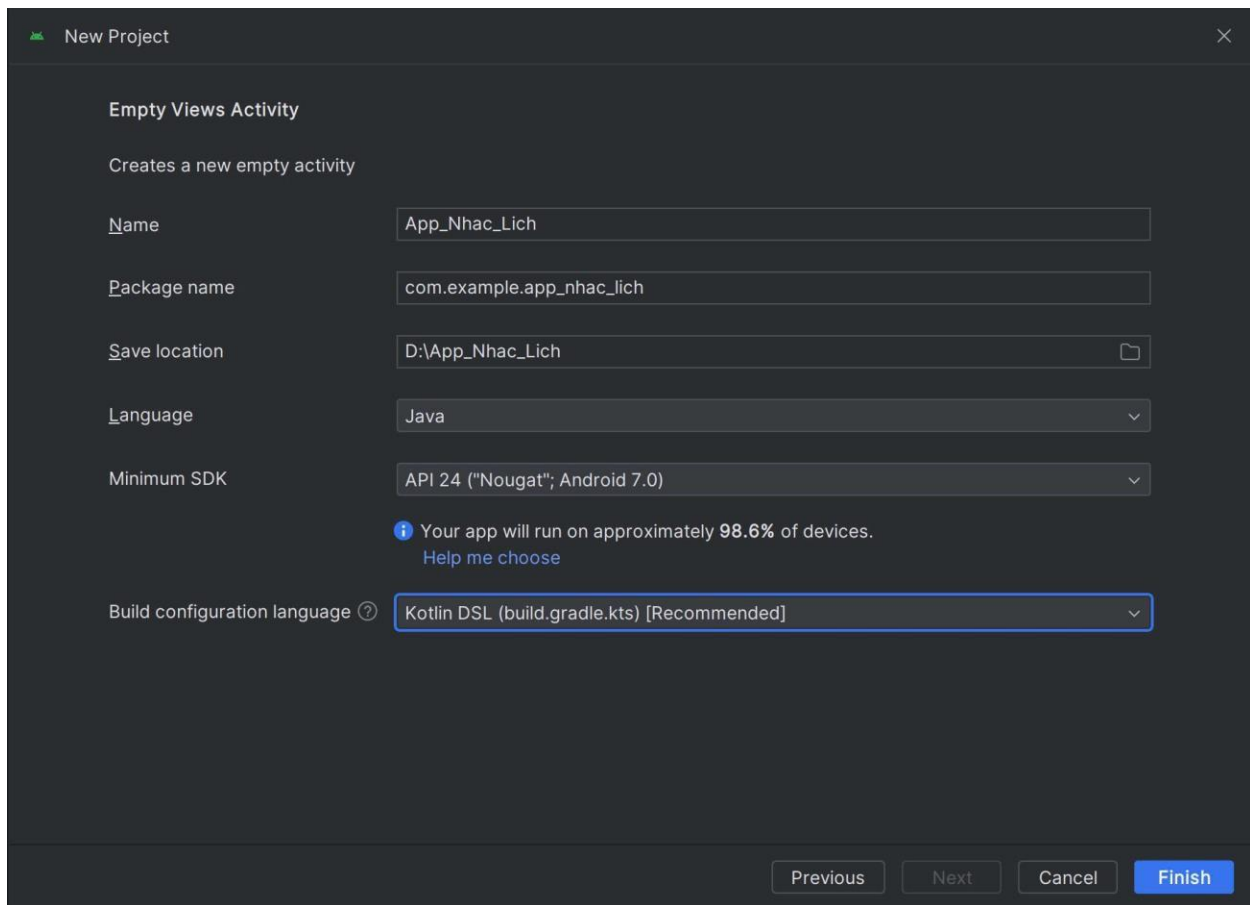 New Project
Empty Views Activity
Creates a new empty activity
Name
App_Nhac_Lich
Package name
com.example.app_nhac_lich
Save location
D:\App_Nhac_Lich
Language
Java
Minimum SDK
API 24 ("Nougat"; Android 7.0)
Your app will run on approximately 98.6% of devices.
Help me choose
Build configuration language ?
Kotlin DSL (build.gradle.kts) [Recommended]
Previous
Next
Cancel
Finish